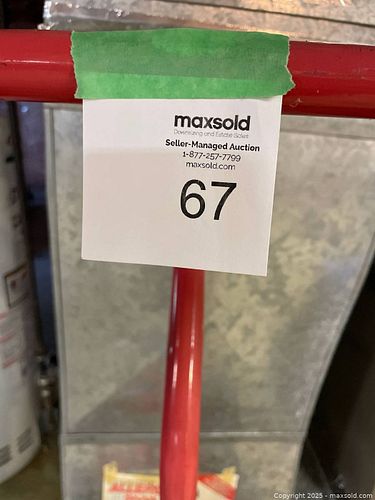 maxsold
Downsizing and Estate Sales
Seller-Managed Auction
1-877-257-7799
maxsold.com
67
Copyright 2025 - maxsold.com